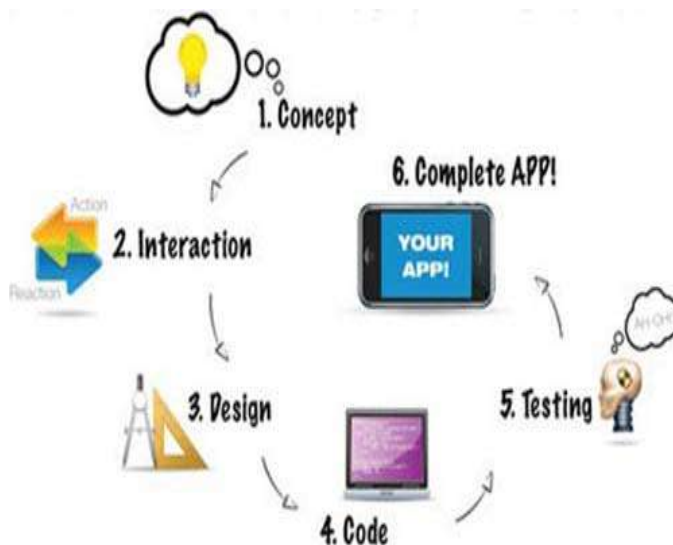 1. Concept
Action
2. Interaction
Reaction
3. Design
4. Code
5. Testing
6. Complete APP!
YOUR
APP!